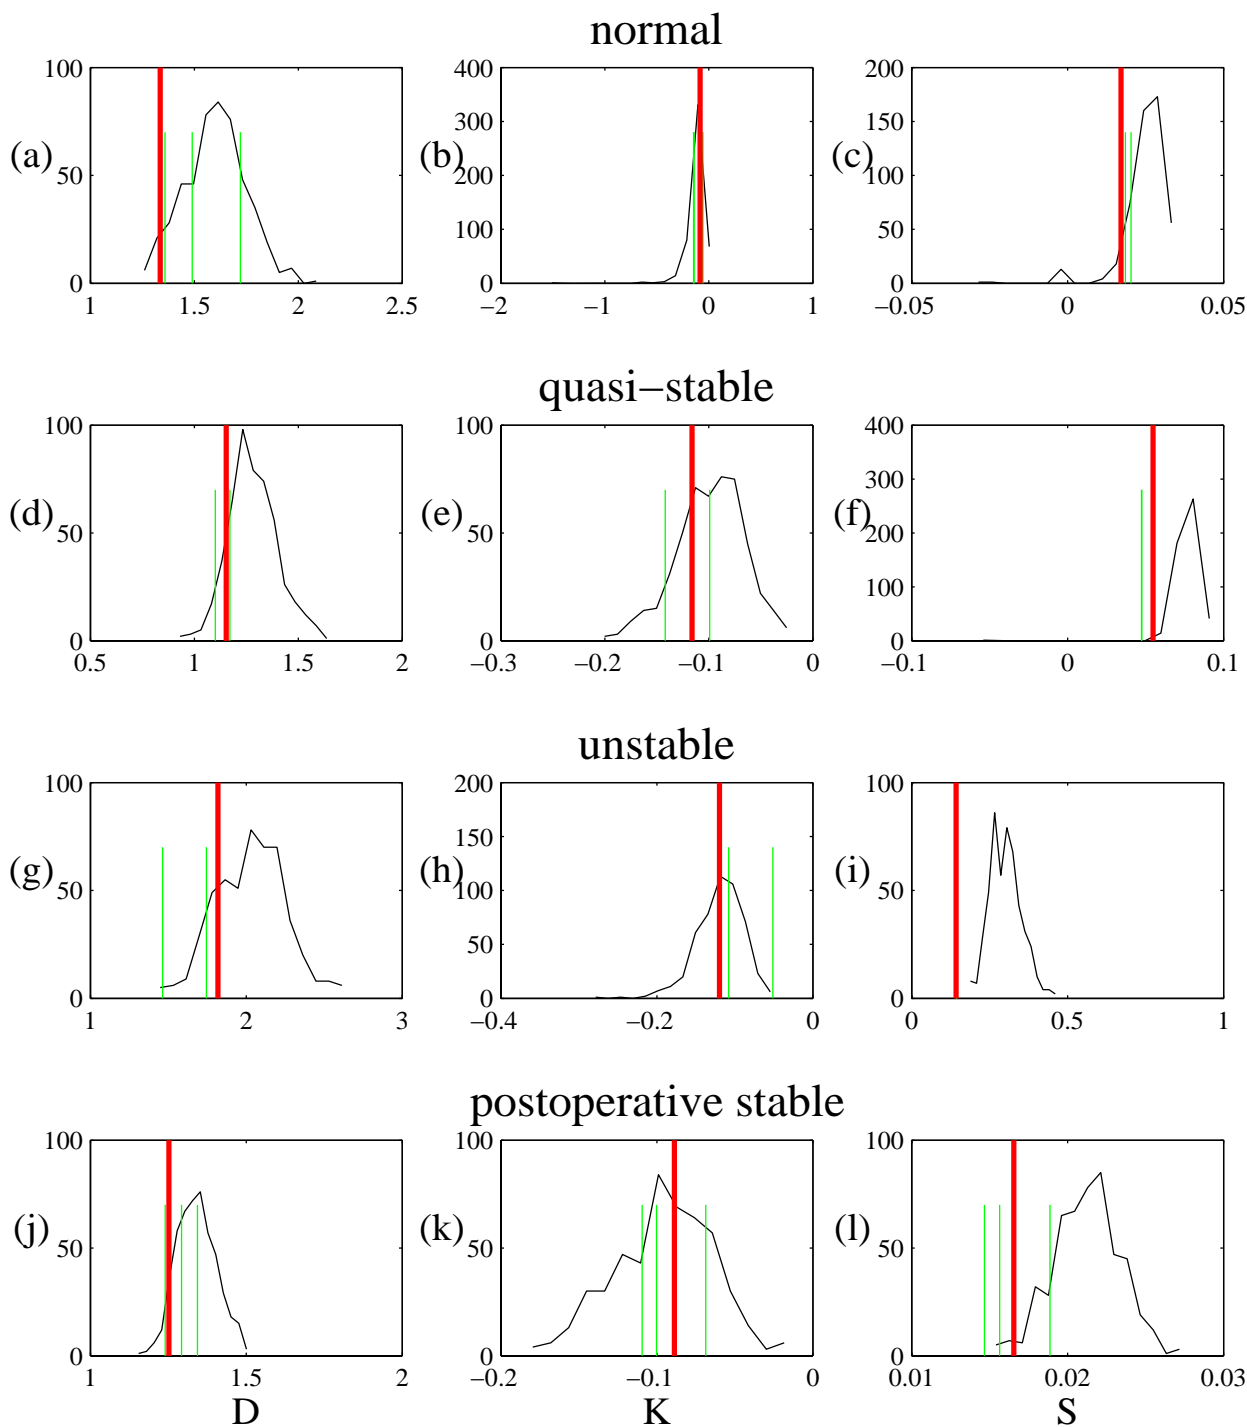 normal
100 400 200
300 150
(a) 50 (b) 200 (c) 100
100 50
0 0 0
1 1.5 2 2.5 −2 −1 0 1 −0.05 0 0.05
quasi−stable
100 100 400
300
(d) 50 (e) 50 (f) 200
100
0 0 0
0.5 1 1.5 2 −0.3 −0.2 −0.1 0 −0.1 0 0.1
unstable
100 200 100
150
(g) 50 (h) 100 (i) 50
50
0 0 0
1 2 3 −0.4 −0.2 0 0 0.5 1
postoperative stable
100 100 100
(j) 50 (k) 50 (l) 50
0 0 0
1 1.5 2 −0.2 −0.1 0 0.01 0.02 0.03
D K S